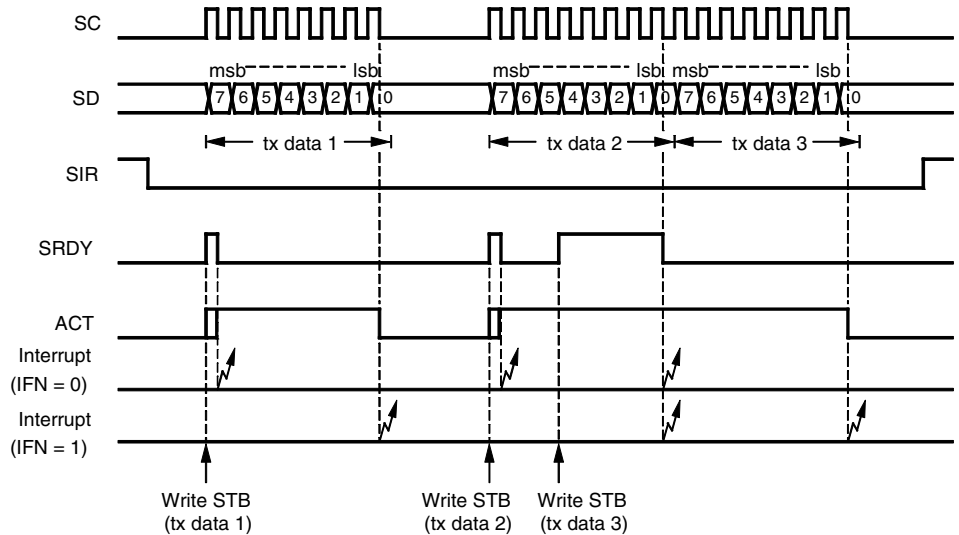 SC
msb lsb msb lsb msb lsb
SD 7 6 5 4 3 2 1 0 7 6 5 4 3 2 1 0 7 6 5 4 3 2 1 0
tx data 1 tx data 2 tx data 3
SIR
SRDY
ACT
Interrupt
(IFN = 0)
Interrupt
(IFN = 1)
Write STB
(tx data 1)
Write STB
(tx data 2)
Write STB
(tx data 3)